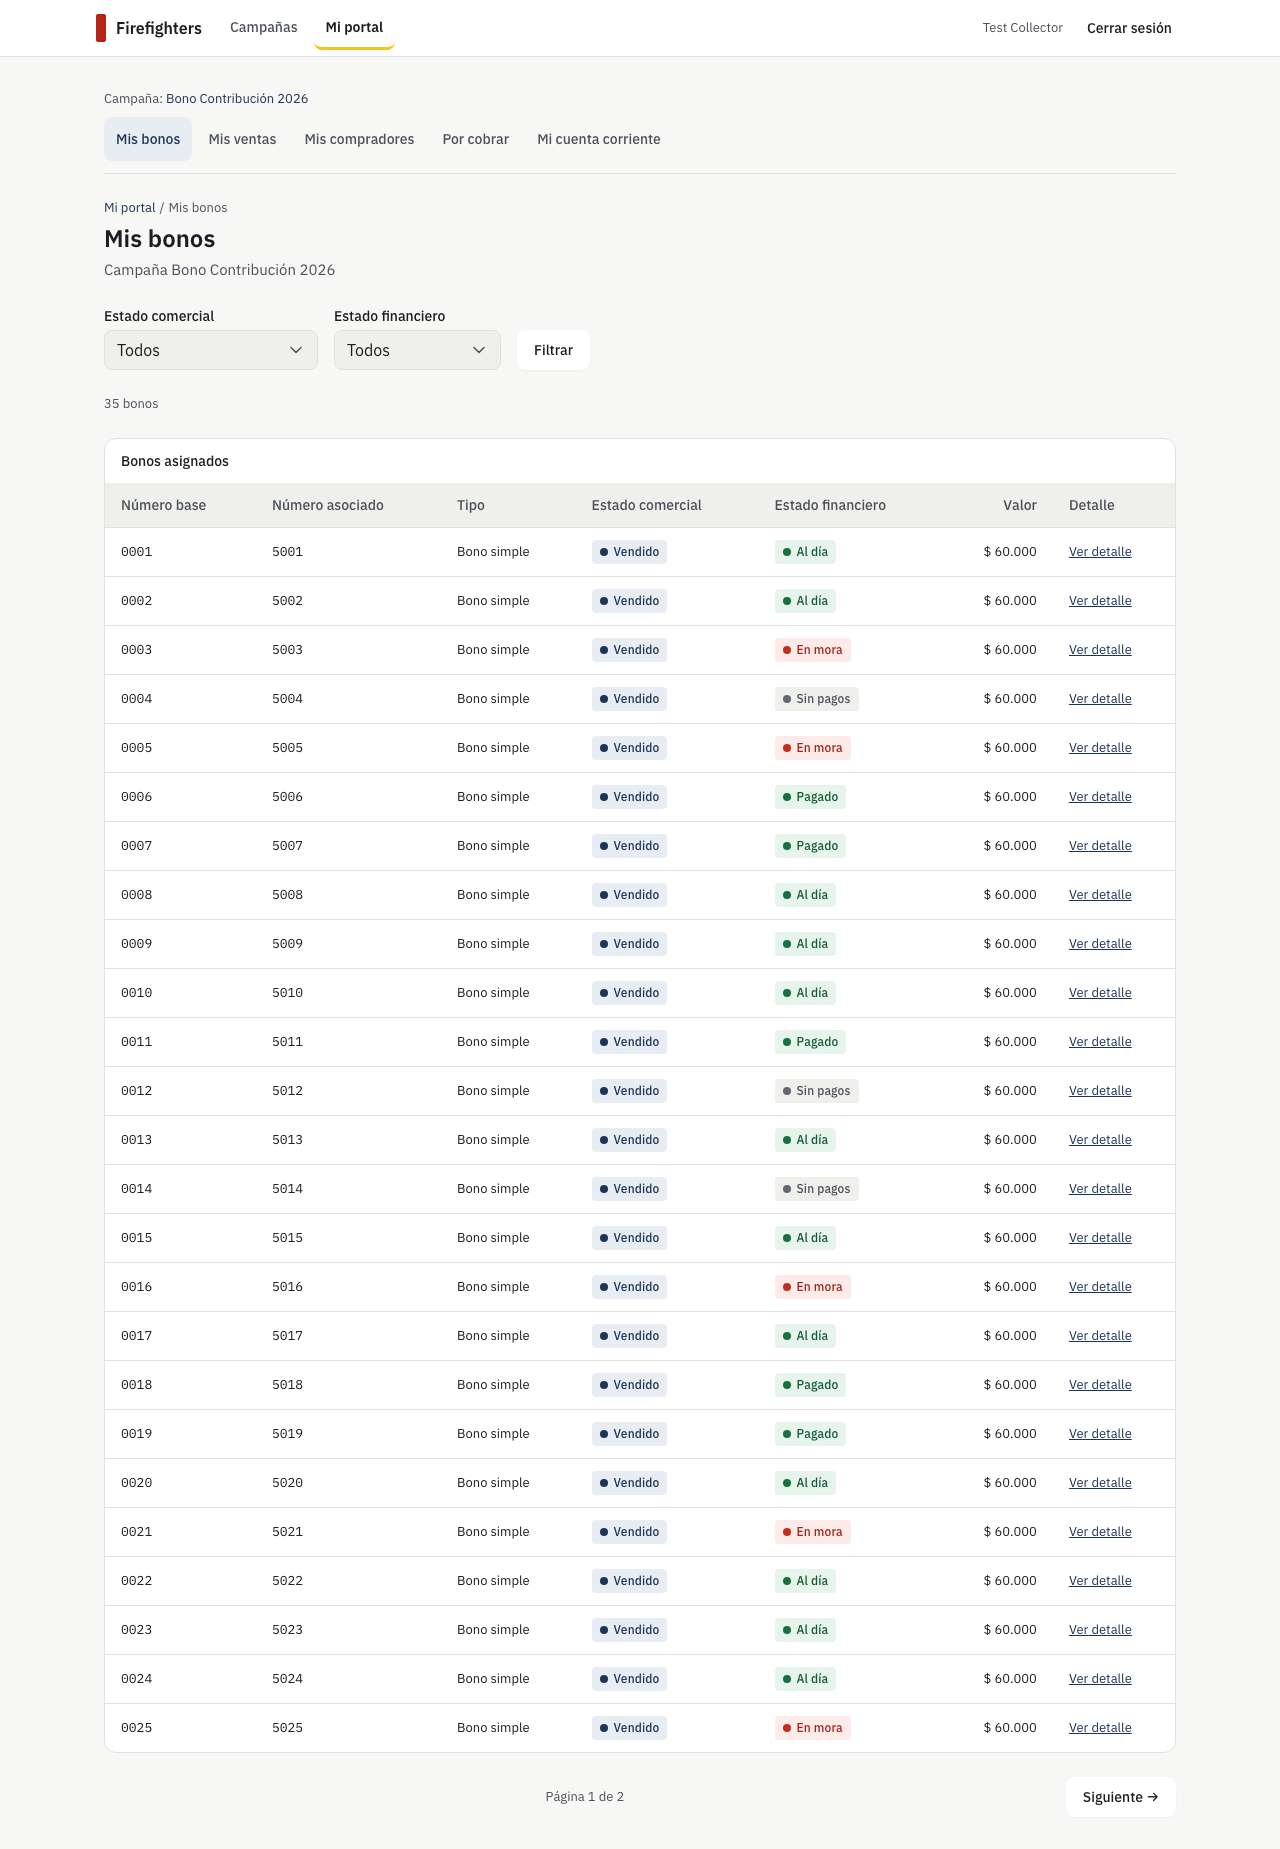 Firefighters Campañas Mi portal Test Collector Cerrar sesión
Campaña: Bono Contribución 2026
Mis bonos Mis ventas Mis compradores Por cobrar Mi cuenta corriente
Mi portal / Mis bonos
Mis bonos
Campaña Bono Contribución 2026
Estado comercial Estado financiero
Todos Todos Filtrar
35 bonos
Bonos asignados
Número base Número asociado Tipo Estado comercial Estado financiero Valor Detalle
0001 5001 Bono simple Vendido Al día $ 60.000 Ver detalle
0002 5002 Bono simple Vendido Al día $ 60.000 Ver detalle
0003 5003 Bono simple Vendido En mora $ 60.000 Ver detalle
0004 5004 Bono simple Vendido Sin pagos $ 60.000 Ver detalle
0005 5005 Bono simple Vendido En mora $ 60.000 Ver detalle
0006 5006 Bono simple Vendido Pagado $ 60.000 Ver detalle
0007 5007 Bono simple Vendido Pagado $ 60.000 Ver detalle
0008 5008 Bono simple Vendido Al día $ 60.000 Ver detalle
0009 5009 Bono simple Vendido Al día $ 60.000 Ver detalle
0010 5010 Bono simple Vendido Al día $ 60.000 Ver detalle
0011 5011 Bono simple Vendido Pagado $ 60.000 Ver detalle
0012 5012 Bono simple Vendido Sin pagos $ 60.000 Ver detalle
0013 5013 Bono simple Vendido Al día $ 60.000 Ver detalle
0014 5014 Bono simple Vendido Sin pagos $ 60.000 Ver detalle
0015 5015 Bono simple Vendido Al día $ 60.000 Ver detalle
0016 5016 Bono simple Vendido En mora $ 60.000 Ver detalle
0017 5017 Bono simple Vendido Al día $ 60.000 Ver detalle
0018 5018 Bono simple Vendido Pagado $ 60.000 Ver detalle
0019 5019 Bono simple Vendido Pagado $ 60.000 Ver detalle
0020 5020 Bono simple Vendido Al día $ 60.000 Ver detalle
0021 5021 Bono simple Vendido En mora $ 60.000 Ver detalle
0022 5022 Bono simple Vendido Al día $ 60.000 Ver detalle
0023 5023 Bono simple Vendido Al día $ 60.000 Ver detalle
0024 5024 Bono simple Vendido Al día $ 60.000 Ver detalle
0025 5025 Bono simple Vendido En mora $ 60.000 Ver detalle
Página 1 de 2 Siguiente →